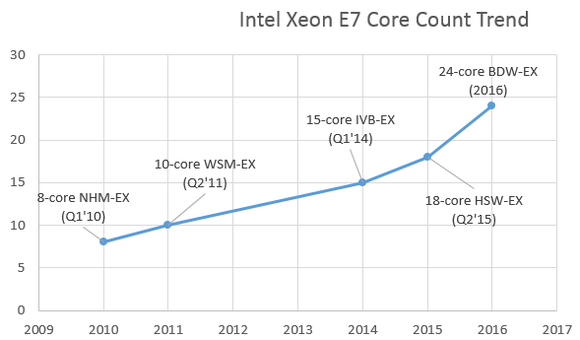 Intel Xeon E7 Core Count Trend
30
25
20
15
10
5
0
24-core BDW-EX
(2016)
15-core IVB-EX
(Q1'14)
10-core WSM-EX
(Q2'11)
8-core NHM-EX
(Q1'10)
18-core HSW-EX
(Q2'15)
2009 2010 2011 2012 2013 2014 2015 2016 2017